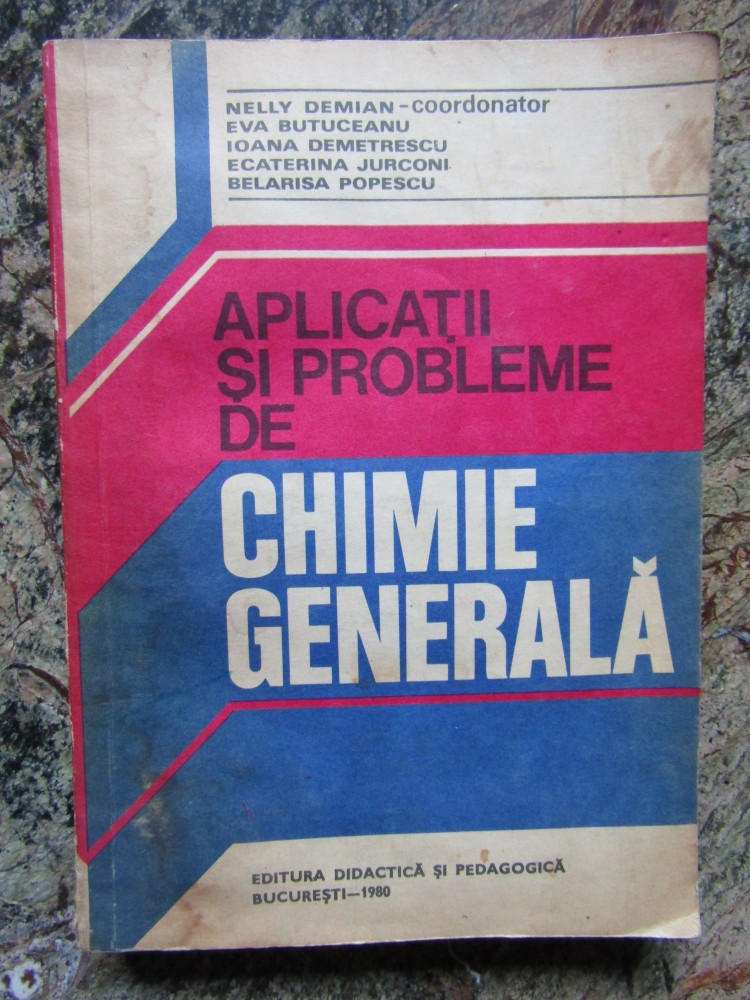 NELLY DEMIAN - coordonator
EVA BUTUCEANU
IOANA DEMETRESCU
ECATERINA JURCONI
BELARISA POPESCU
APLICAȚII
ȘI PROBLEME
DE
CHIMIE
GENERALĂ
EDITURA DIDACTICĂ ȘI PEDAGOGICĂ
BUCUREȘTI—1980